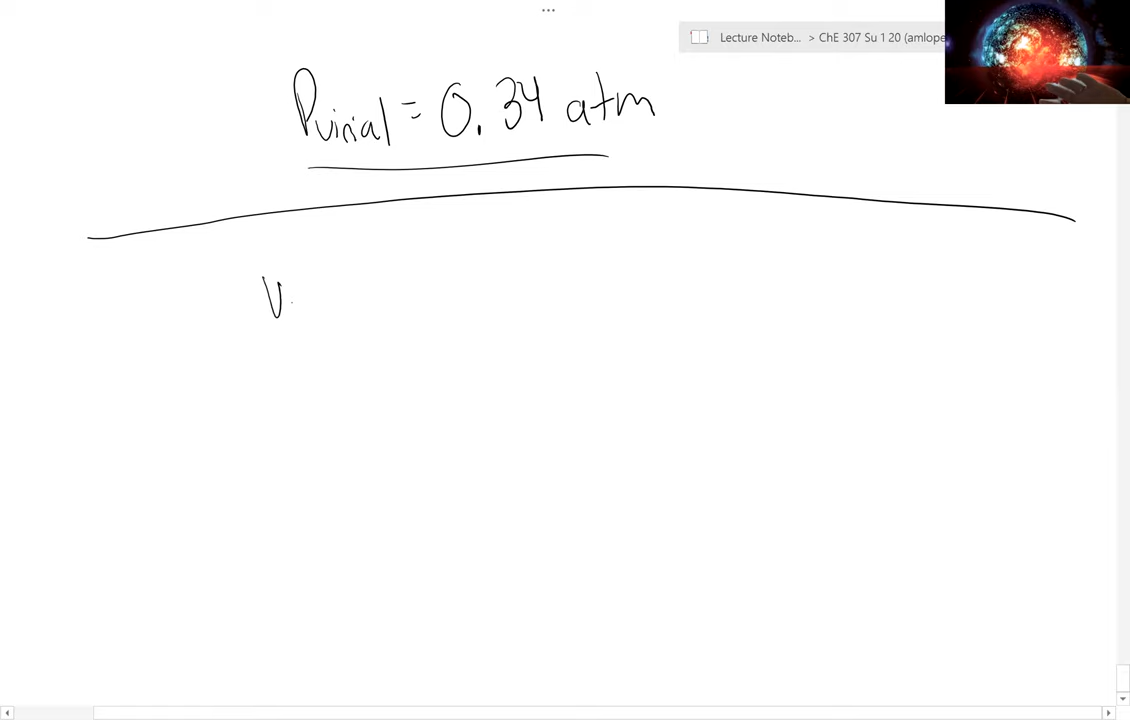 Lecture Noteb... > ChE 307 Su 1 20 (amlope
Pvirial = 0.34 atm
V